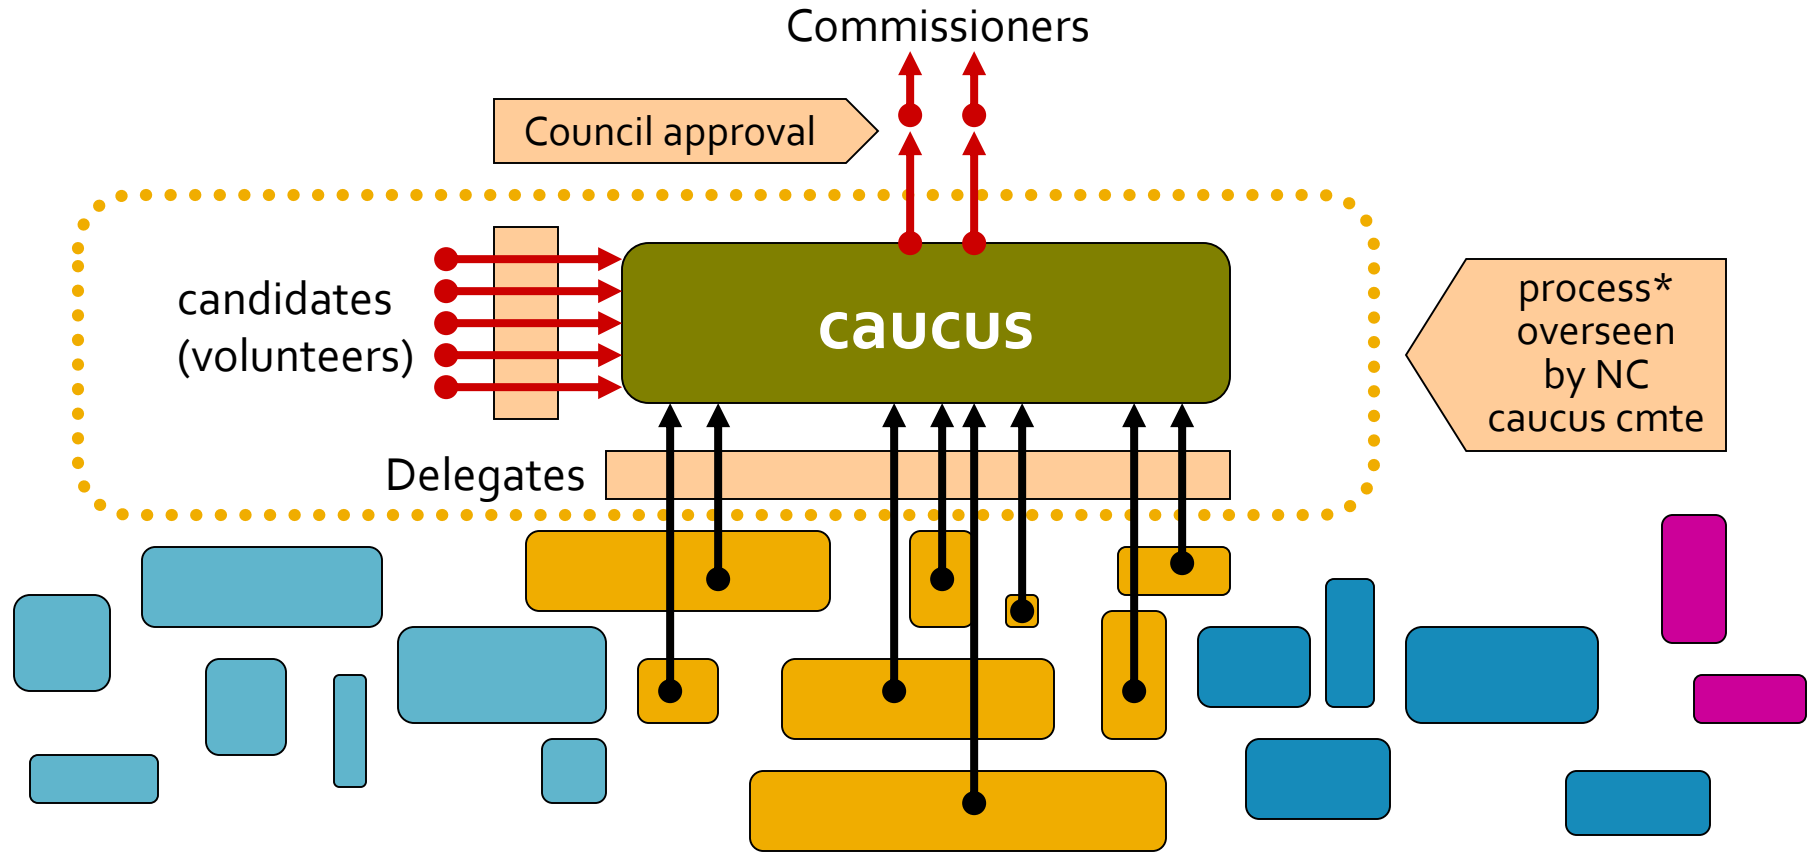 Commissioners
Council approval
candidates
(volunteers)
caucus
process*
overseen
by NC
caucus cmte
Delegates